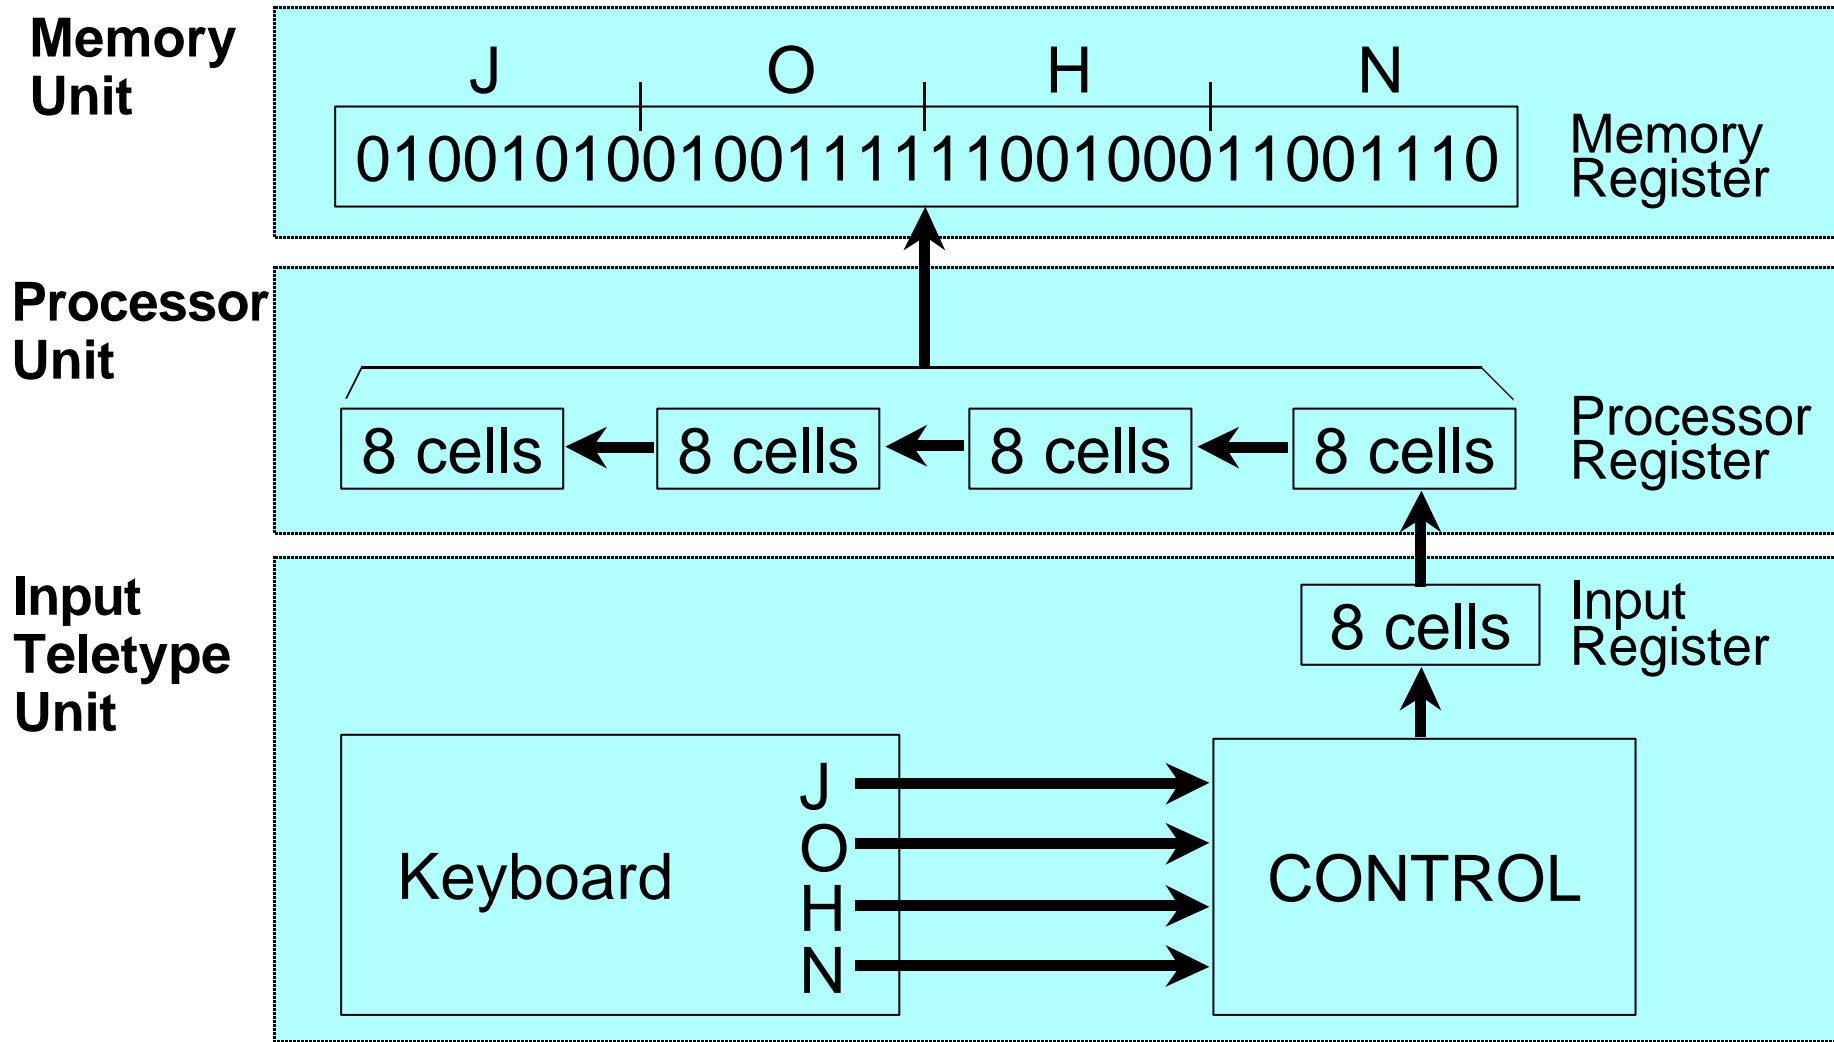 Memory
Unit
J O H N
01001010010011111100100011001110
Memory
Register
Processor
Unit
8 cells 8 cells 8 cells 8 cells
Processor
Register
Input
Teletype
Unit
8 cells
Input
Register
Keyboard
J
O
H
N
CONTROL